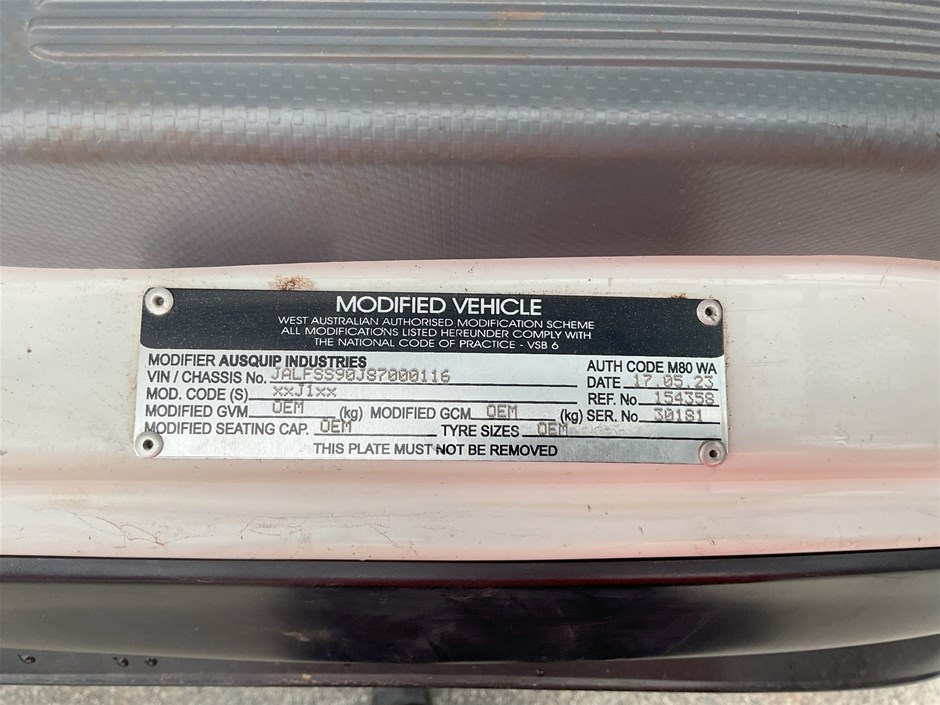 MODIFIED VEHICLE
WEST AUSTRALIAN AUTHORISED MODIFICATION SCHEME
ALL MODIFICATIONS LISTED HEREUNDER COMPLY WITH
THE NATIONAL CODE OF PRACTICE - VSB 6
MODIFIER AUSQUIP INDUSTRIES AUTH CODE M80 WA
VIN / CHASSIS No. JALFSS90J87000116 DATE 17.05.23
MOD. CODE (S) xxJ1xx REF. No 154358
MODIFIED GVM OEM (kg) MODIFIED GCM OEM (kg) SER. No 30181
MODIFIED SEATING CAP. OEM TYRE SIZES OEM
THIS PLATE MUST NOT BE REMOVED